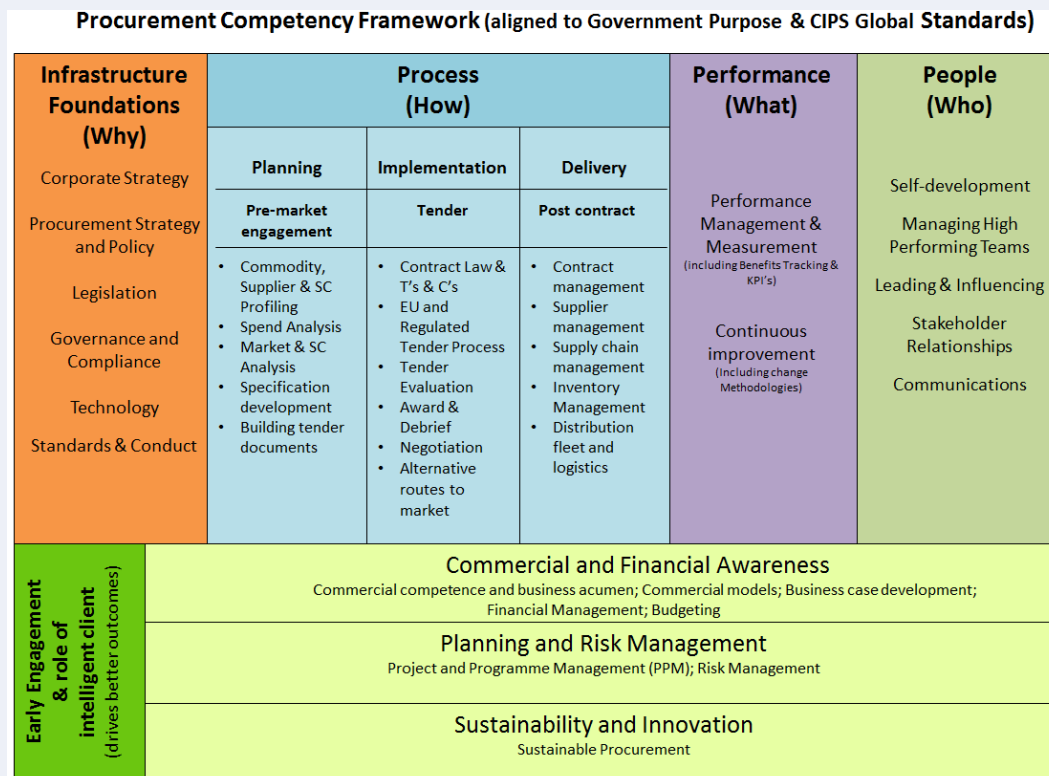 Procurement Competency Framework (aligned to Government Purpose & CIPS Global Standards)
Infrastructure
Foundations
(Why)
Corporate Strategy
Procurement Strategy
and Policy
Legislation
Governance and
Compliance
Technology
Standards & Conduct
Process
(How)
Planning
Pre-market
engagement
• Commodity,
Supplier & SC
Profiling
• Spend Analysis
• Market & SC
Analysis
• Specification
development
• Building tender
documents
Implementation
Tender
• Contract Law &
T's & C's
• EU and
Regulated
Tender Process
• Tender
Evaluation
• Award &
Debrief
• Negotiation
• Alternative
routes to
market
Delivery
Post contract
• Contract
management
• Supplier
management
• Supply chain
management
• Inventory
Management
• Distribution
fleet and
logistics
Performance
(What)
Performance
Management &
Measurement
(including Benefits Tracking &
KPI's)
Continuous
improvement
(Including change
Methodologies)
People
(Who)
Self-development
Managing High
Performing Teams
Leading & Influencing
Stakeholder
Relationships
Communications
Early Engagement
& role of
intelligent client
(drives better outcomes)
Commercial and Financial Awareness
Commercial competence and business acumen; Commercial models; Business case development;
Financial Management; Budgeting
Planning and Risk Management
Project and Programme Management (PPM); Risk Management
Sustainability and Innovation
Sustainable Procurement